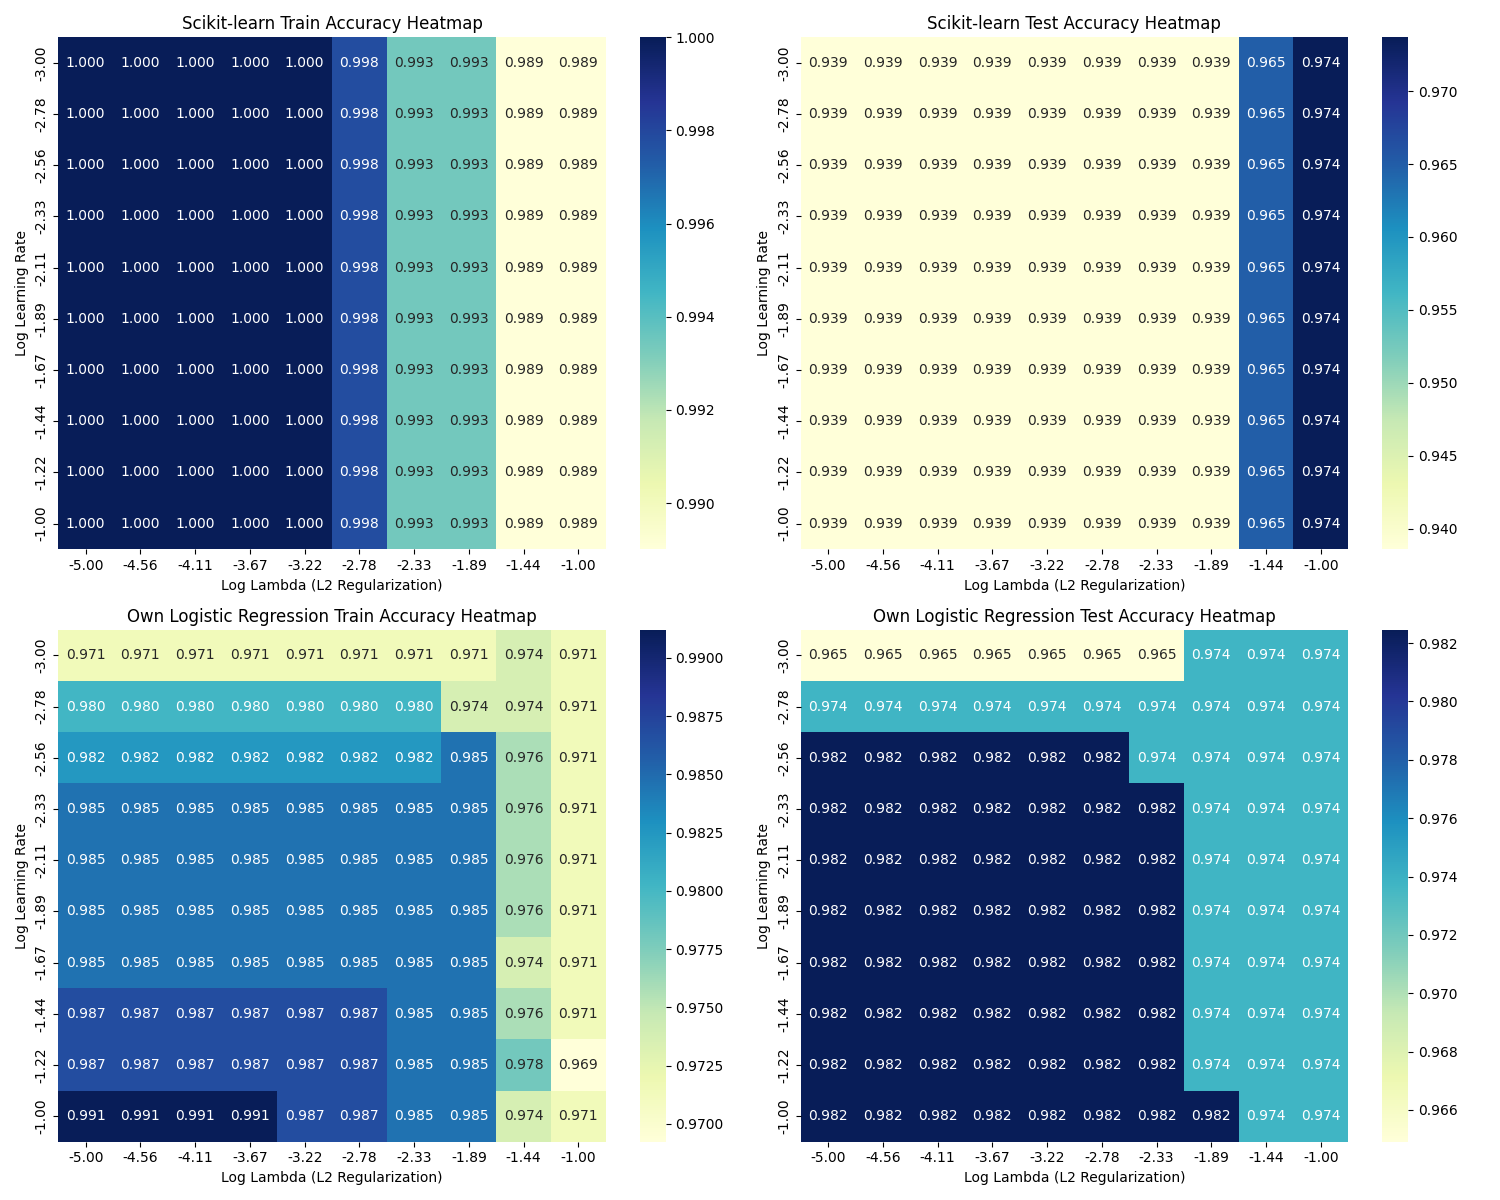 Scikit-learn Train Accuracy Heatmap
Log Learning Rate
-3.00 1.000 1.000 1.000 1.000 1.000 0.998 0.993 0.993 0.989 0.989
-2.78 1.000 1.000 1.000 1.000 1.000 0.998 0.993 0.993 0.989 0.989
-2.56 1.000 1.000 1.000 1.000 1.000 0.998 0.993 0.993 0.989 0.989
-2.33 1.000 1.000 1.000 1.000 1.000 0.998 0.993 0.993 0.989 0.989
-2.11 1.000 1.000 1.000 1.000 1.000 0.998 0.993 0.993 0.989 0.989
-1.89 1.000 1.000 1.000 1.000 1.000 0.998 0.993 0.993 0.989 0.989
-1.67 1.000 1.000 1.000 1.000 1.000 0.998 0.993 0.993 0.989 0.989
-1.44 1.000 1.000 1.000 1.000 1.000 0.998 0.993 0.993 0.989 0.989
-1.22 1.000 1.000 1.000 1.000 1.000 0.998 0.993 0.993 0.989 0.989
-1.00 1.000 1.000 1.000 1.000 1.000 0.998 0.993 0.993 0.989 0.989
-5.00 -4.56 -4.11 -3.67 -3.22 -2.78 -2.33 -1.89 -1.44 -1.00
Log Lambda (L2 Regularization)
1.000
0.998
0.996
0.994
0.992
0.990
Scikit-learn Test Accuracy Heatmap
Log Learning Rate
-3.00 0.939 0.939 0.939 0.939 0.939 0.939 0.939 0.939 0.965 0.974
-2.78 0.939 0.939 0.939 0.939 0.939 0.939 0.939 0.939 0.965 0.974
-2.56 0.939 0.939 0.939 0.939 0.939 0.939 0.939 0.939 0.965 0.974
-2.33 0.939 0.939 0.939 0.939 0.939 0.939 0.939 0.939 0.965 0.974
-2.11 0.939 0.939 0.939 0.939 0.939 0.939 0.939 0.939 0.965 0.974
-1.89 0.939 0.939 0.939 0.939 0.939 0.939 0.939 0.939 0.965 0.974
-1.67 0.939 0.939 0.939 0.939 0.939 0.939 0.939 0.939 0.965 0.974
-1.44 0.939 0.939 0.939 0.939 0.939 0.939 0.939 0.939 0.965 0.974
-1.22 0.939 0.939 0.939 0.939 0.939 0.939 0.939 0.939 0.965 0.974
-1.00 0.939 0.939 0.939 0.939 0.939 0.939 0.939 0.939 0.965 0.974
-5.00 -4.56 -4.11 -3.67 -3.22 -2.78 -2.33 -1.89 -1.44 -1.00
Log Lambda (L2 Regularization)
0.970
0.965
0.960
0.955
0.950
0.945
0.940
Own Logistic Regression Train Accuracy Heatmap
Log Learning Rate
-3.00 0.971 0.971 0.971 0.971 0.971 0.971 0.971 0.971 0.974 0.971
-2.78 0.980 0.980 0.980 0.980 0.980 0.980 0.980 0.974 0.974 0.971
-2.56 0.982 0.982 0.982 0.982 0.982 0.982 0.982 0.985 0.976 0.971
-2.33 0.985 0.985 0.985 0.985 0.985 0.985 0.985 0.985 0.976 0.971
-2.11 0.985 0.985 0.985 0.985 0.985 0.985 0.985 0.985 0.976 0.971
-1.89 0.985 0.985 0.985 0.985 0.985 0.985 0.985 0.985 0.976 0.971
-1.67 0.985 0.985 0.985 0.985 0.985 0.985 0.985 0.985 0.974 0.971
-1.44 0.987 0.987 0.987 0.987 0.987 0.987 0.985 0.985 0.976 0.971
-1.22 0.987 0.987 0.987 0.987 0.987 0.987 0.985 0.985 0.978 0.969
-1.00 0.991 0.991 0.991 0.991 0.987 0.987 0.985 0.985 0.974 0.971
-5.00 -4.56 -4.11 -3.67 -3.22 -2.78 -2.33 -1.89 -1.44 -1.00
Log Lambda (L2 Regularization)
0.9900
0.9875
0.9850
0.9825
0.9800
0.9775
0.9750
0.9725
0.9700
Own Logistic Regression Test Accuracy Heatmap
Log Learning Rate
-3.00 0.965 0.965 0.965 0.965 0.965 0.965 0.965 0.974 0.974 0.974
-2.78 0.974 0.974 0.974 0.974 0.974 0.974 0.974 0.974 0.974 0.974
-2.56 0.982 0.982 0.982 0.982 0.982 0.982 0.974 0.974 0.974 0.974
-2.33 0.982 0.982 0.982 0.982 0.982 0.982 0.982 0.974 0.974 0.974
-2.11 0.982 0.982 0.982 0.982 0.982 0.982 0.982 0.974 0.974 0.974
-1.89 0.982 0.982 0.982 0.982 0.982 0.982 0.982 0.974 0.974 0.974
-1.67 0.982 0.982 0.982 0.982 0.982 0.982 0.982 0.974 0.974 0.974
-1.44 0.982 0.982 0.982 0.982 0.982 0.982 0.982 0.974 0.974 0.974
-1.22 0.982 0.982 0.982 0.982 0.982 0.982 0.982 0.974 0.974 0.974
-1.00 0.982 0.982 0.982 0.982 0.982 0.982 0.982 0.982 0.974 0.974
-5.00 -4.56 -4.11 -3.67 -3.22 -2.78 -2.33 -1.89 -1.44 -1.00
Log Lambda (L2 Regularization)
0.982
0.980
0.978
0.976
0.974
0.972
0.970
0.968
0.966